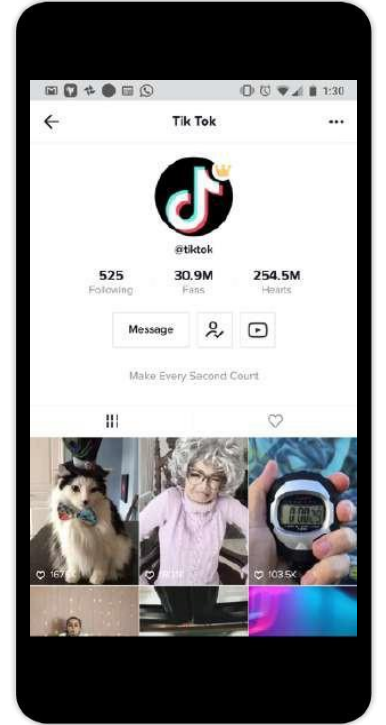 1:30
Tik Tok
@tiktok
525 30.9M 254.5M
Following Fans Hearts
Message
Make Every Second Count
103.5K